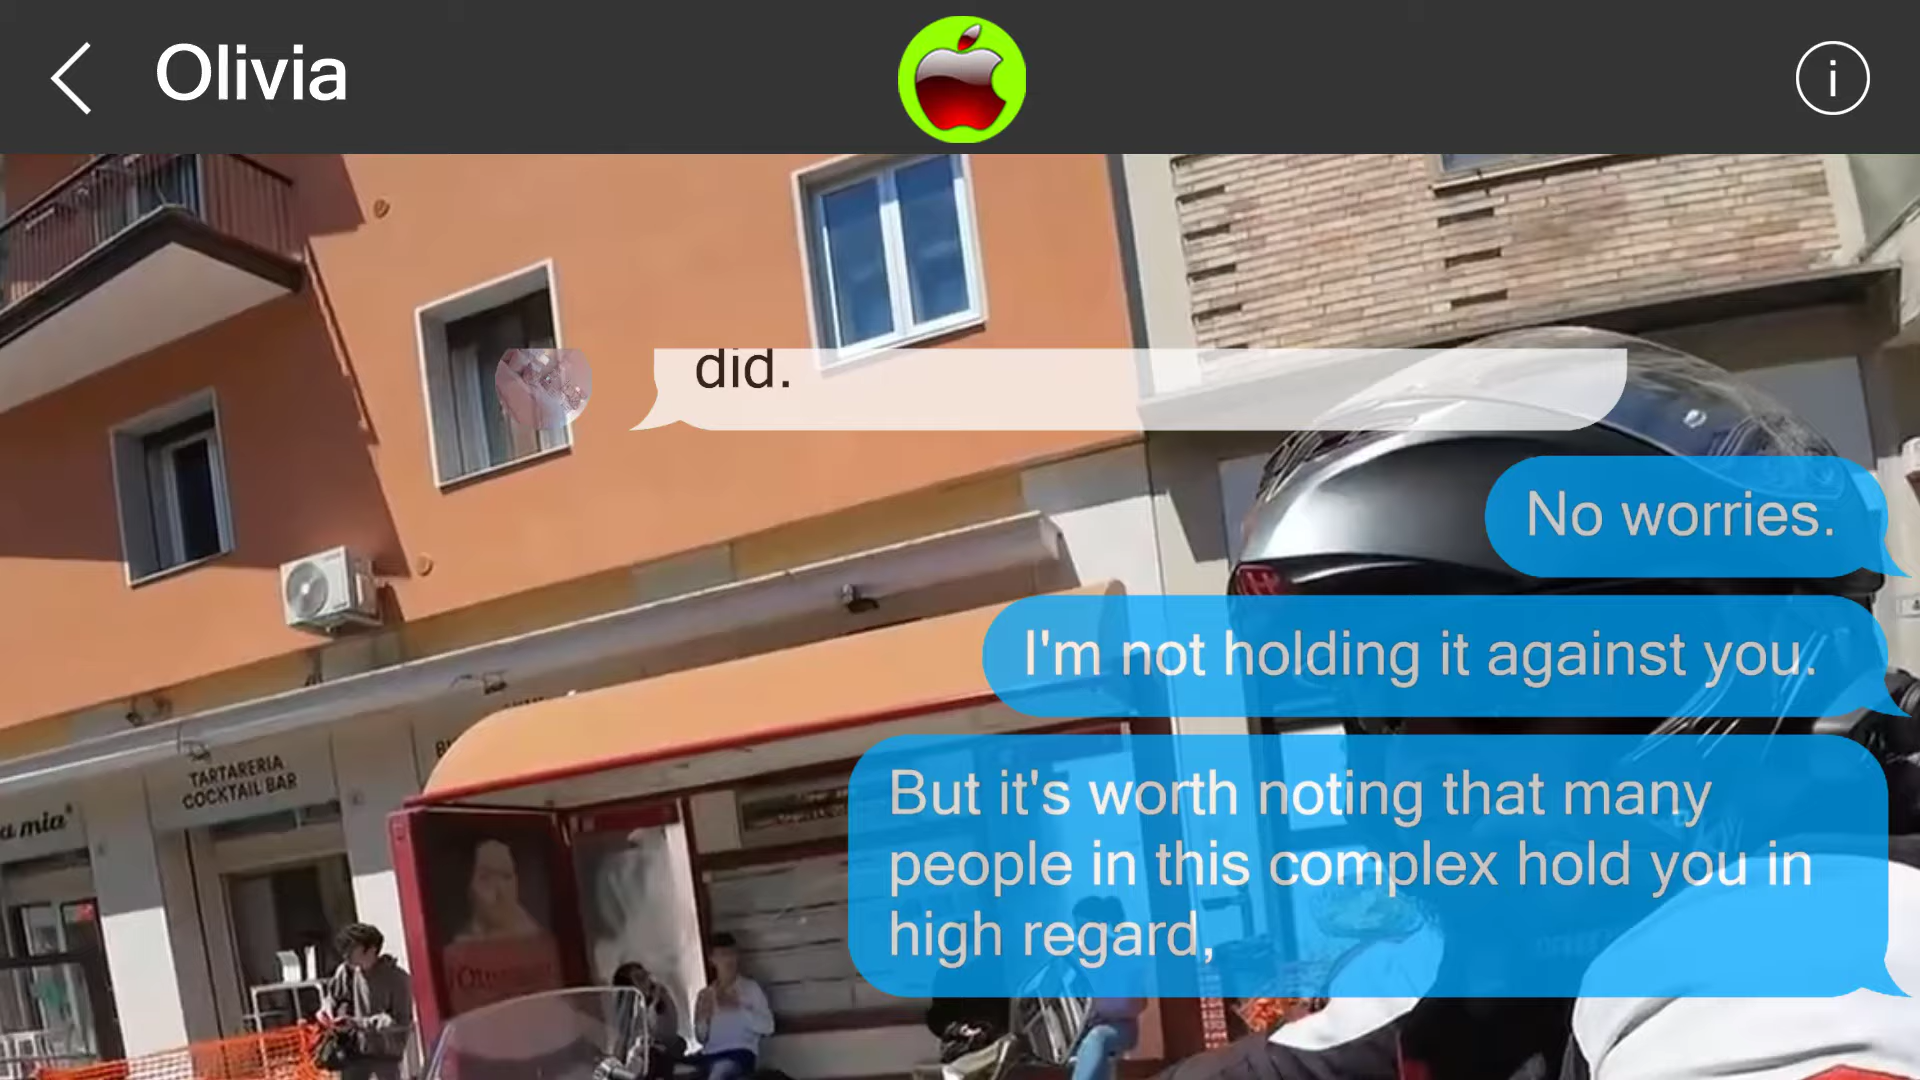 Olivia
did.
No worries.
I'm not holding it against you.
But it's worth noting that many
people in this complex hold you in
high regard,
TARTARERIA
COCKTAIL BAR
a mia